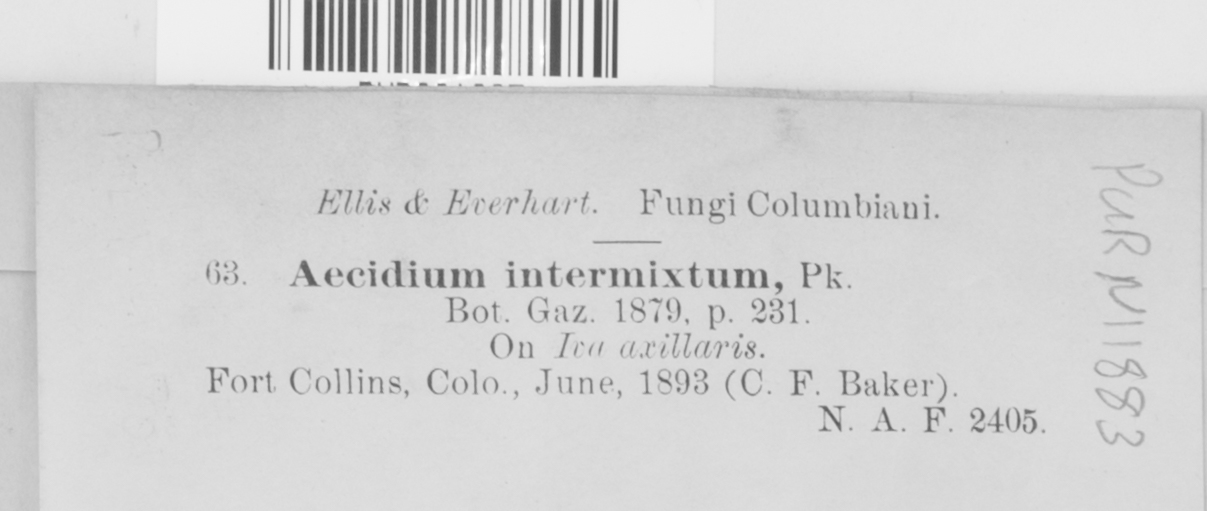 Ellis & Everhart. Fungi Columbiani.
63. Aecidium intermixtum, Pk.
Bot. Gaz. 1879, p. 231.
On Iva axillaris.
Fort Collins, Colo., June, 1893 (C. F. Baker).
N. A. F. 2405.
PUR N11883